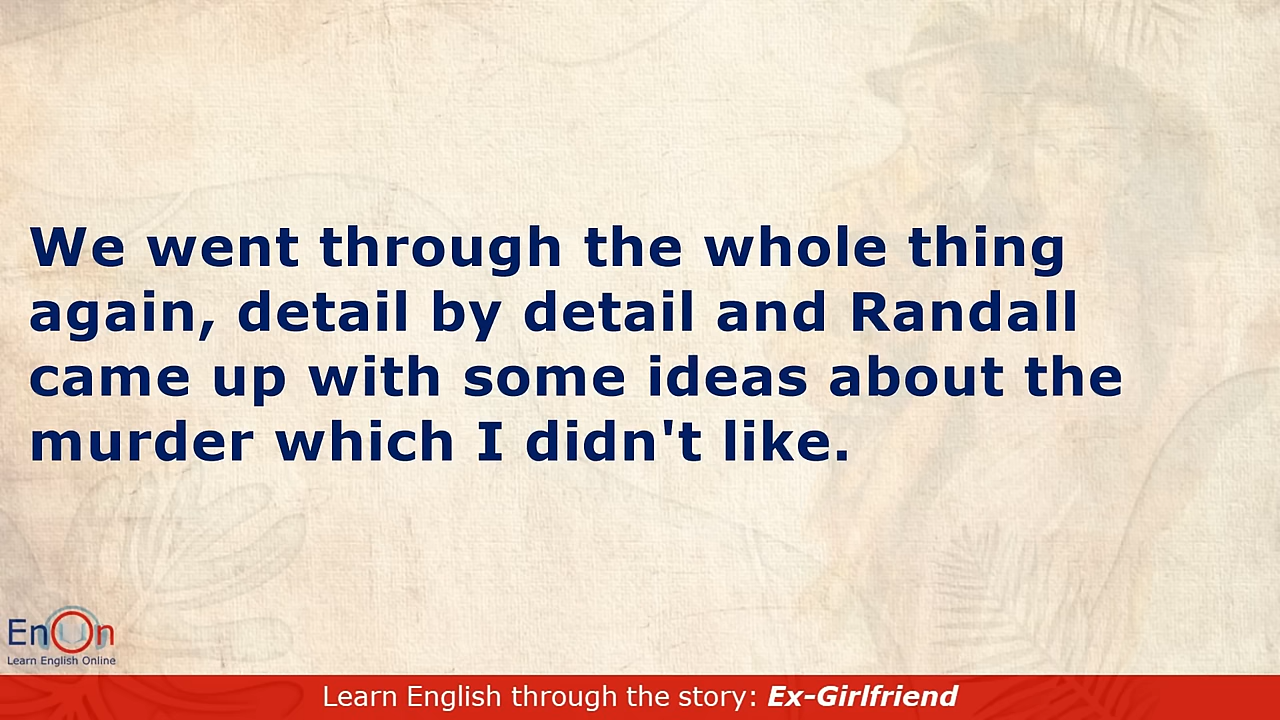 We went through the whole thing
again, detail by detail and Randall
came up with some ideas about the
murder which I didn't like.
EnOn
Learn English Online
Learn English through the story: Ex-Girlfriend